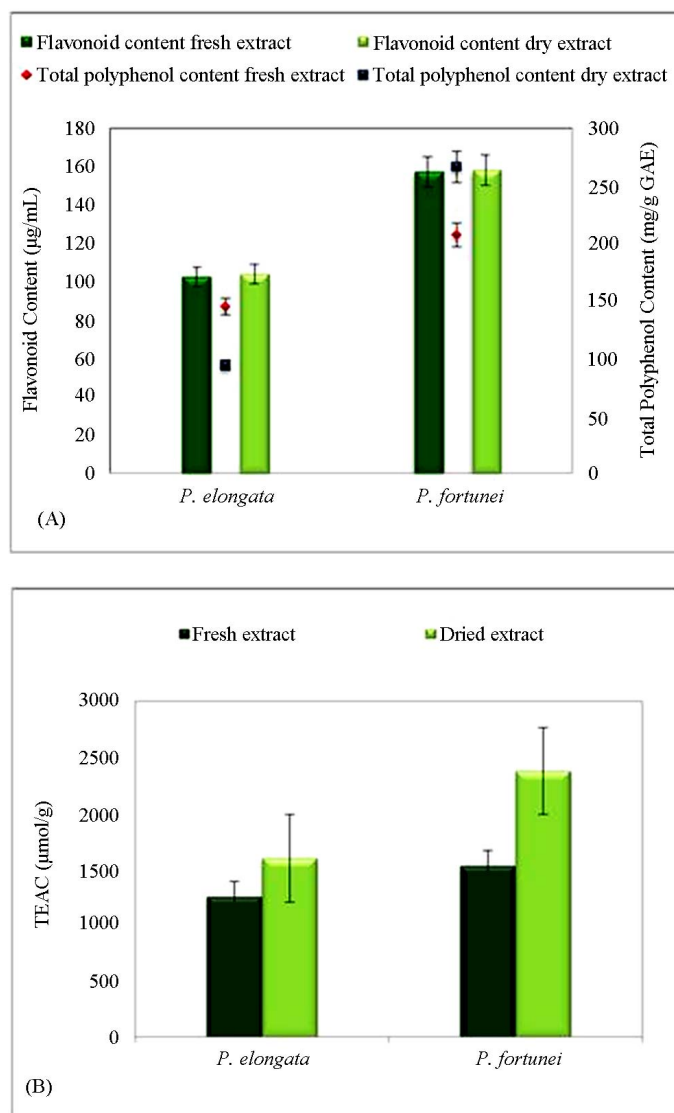 Flavonoid content fresh extract Flavonoid content dry extract
Total polyphenol content fresh extract Total polyphenol content dry extract
Flavonoid Content (µg/mL)
180
160
140
120
100
80
60
40
20
0
300
250
200
150
100
50
0
Total Polyphenol Content (mg/g GAE)
P. elongata P. fortunei
(A)
Fresh extract Dried extract
TEAC (µmol/g)
3000
2500
2000
1500
1000
500
0
P. elongata P. fortunei
(B)